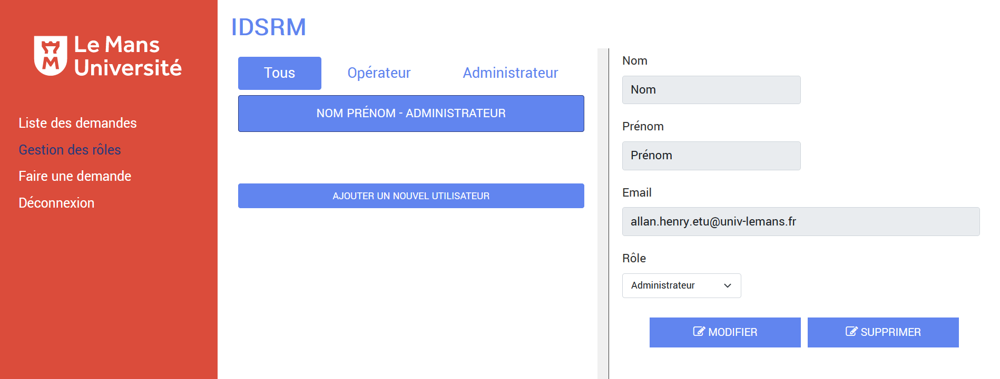 Le Mans
Université
Liste des demandes
Gestion des rôles
Faire une demande
Déconnexion
IDSRM
Tous Opérateur Administrateur
NOM PRÉNOM - ADMINISTRATEUR
AJOUTER UN NOUVEL UTILISATEUR
Nom
Nom
Prénom
Prénom
Email
allan.henry.etu@univ-lemans.fr
Rôle
Administrateur
MODIFIER SUPPRIMER